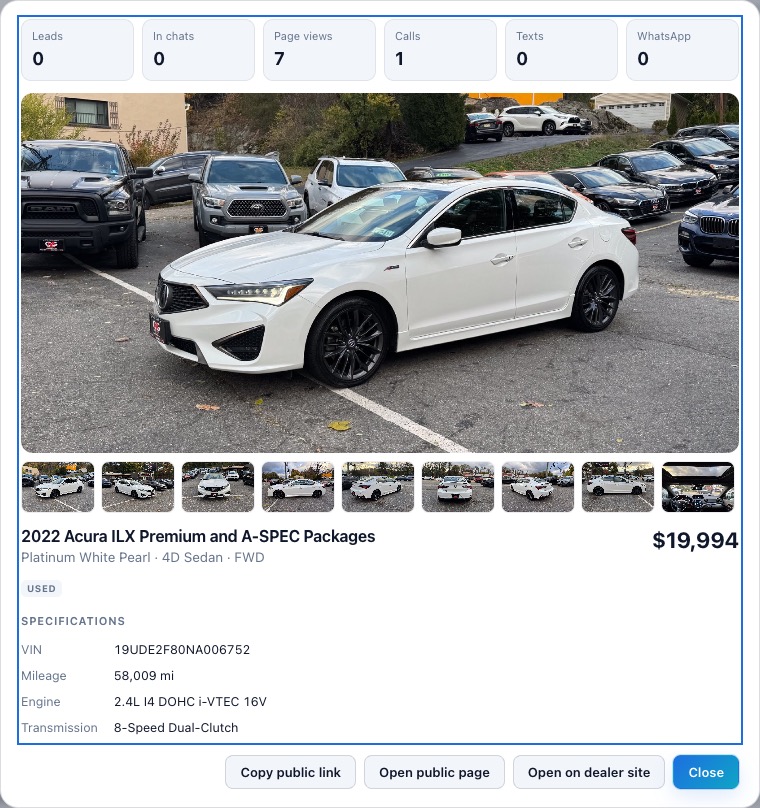 Leads In chats Page views Calls Texts WhatsApp
0 0 7 1 0 0
RAM
2022 Acura ILX Premium and A-SPEC Packages $19,994
Platinum White Pearl · 4D Sedan · FWD
USED
SPECIFICATIONS
VIN 19UDE2F80NA006752
Mileage 58,009 mi
Engine 2.4L I4 DOHC i-VTEC 16V
Transmission 8-Speed Dual-Clutch
Copy public link Open public page Open on dealer site Close